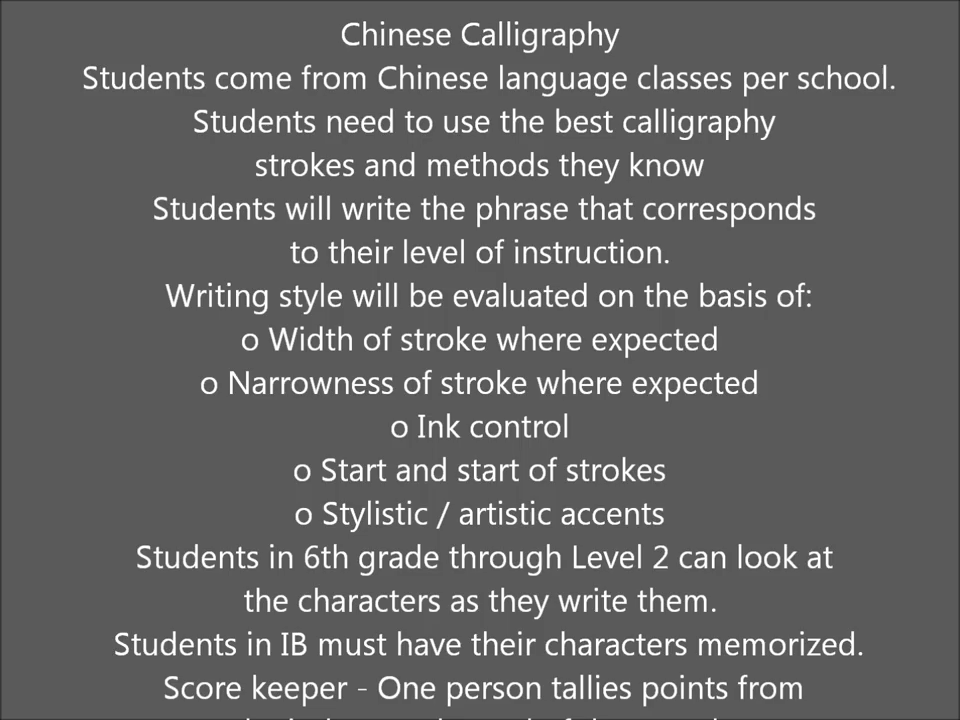 Chinese Calligraphy
Students come from Chinese language classes per school.
Students need to use the best calligraphy
strokes and methods they know
Students will write the phrase that corresponds
to their level of instruction.
Writing style will be evaluated on the basis of:
o Width of stroke where expected
o Narrowness of stroke where expected
o Ink control
o Start and start of strokes
o Stylistic / artistic accents
Students in 6th grade through Level 2 can look at
the characters as they write them.
Students in IB must have their characters memorized.
Score keeper - One person tallies points from